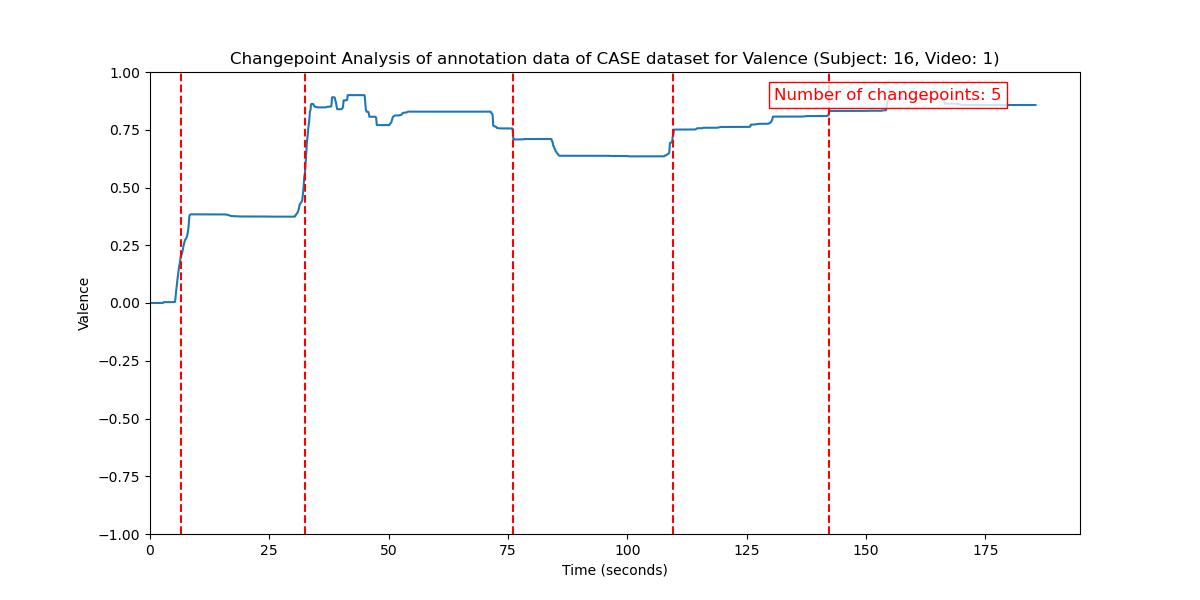 Changepoint Analysis of annotation data of CASE dataset for Valence (Subject: 16, Video: 1)
Number of changepoints: 5
Valence
1.00
0.75
0.50
0.25
0.00
−0.25
−0.50
−0.75
−1.00
0 25 50 75 100 125 150 175
Time (seconds)